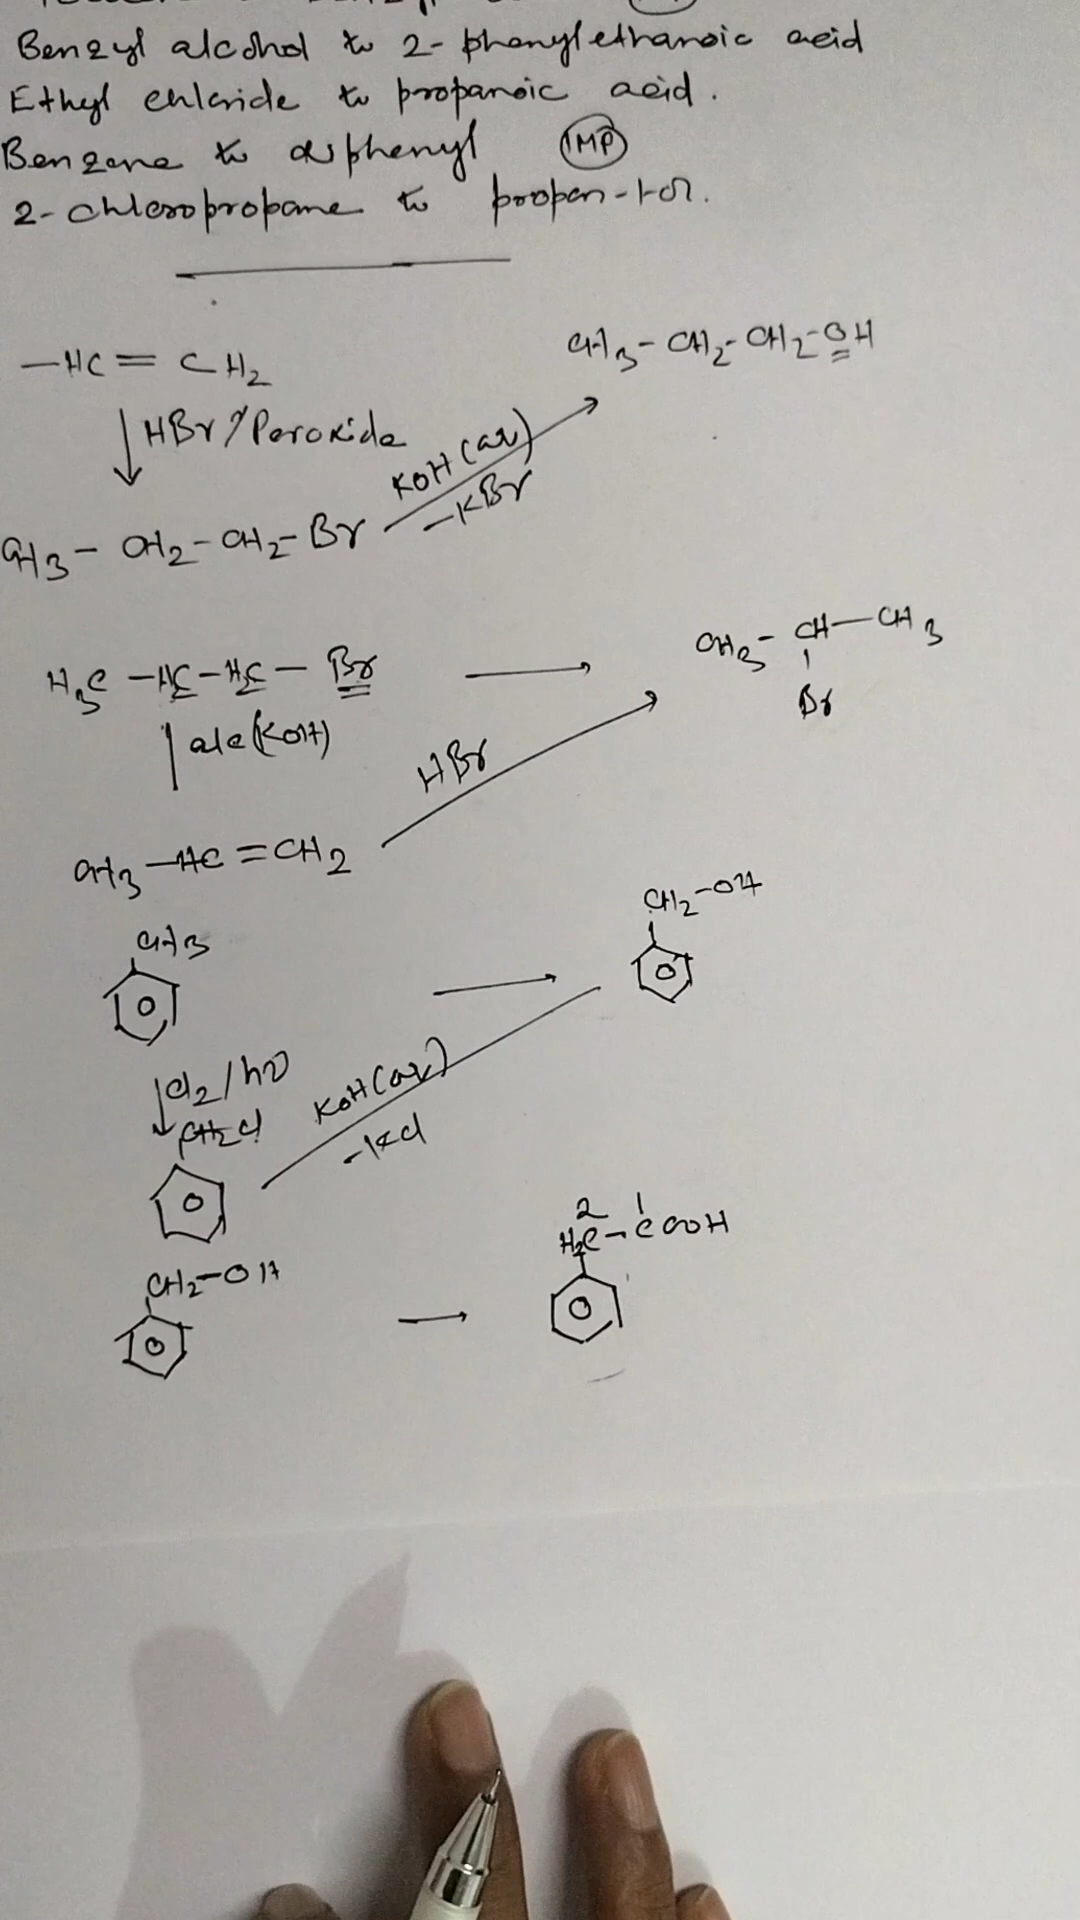 Benzyl alcohol to 2-phenylethanoic acid
Ethyl chloride to propanoic acid.
Benzene to diphenyl (IMP)
2-chloropropane to propan-1-ol.
CH3-CH2-CH2-OH
-HC=CH2
HBr/Peroxide
KOH(aq)
-KBr
CH3-CH2-CH2-Br
CH3-CH-CH3
Br
H3C-HC-HC-Br
alc(KOH)
HBr
CH3-HC=CH2
CH2-OH
CH3
Cl2/hν
KOH(aq)
CH2Cl
-KCl
2 1
H2C-COOH
CH2-OH